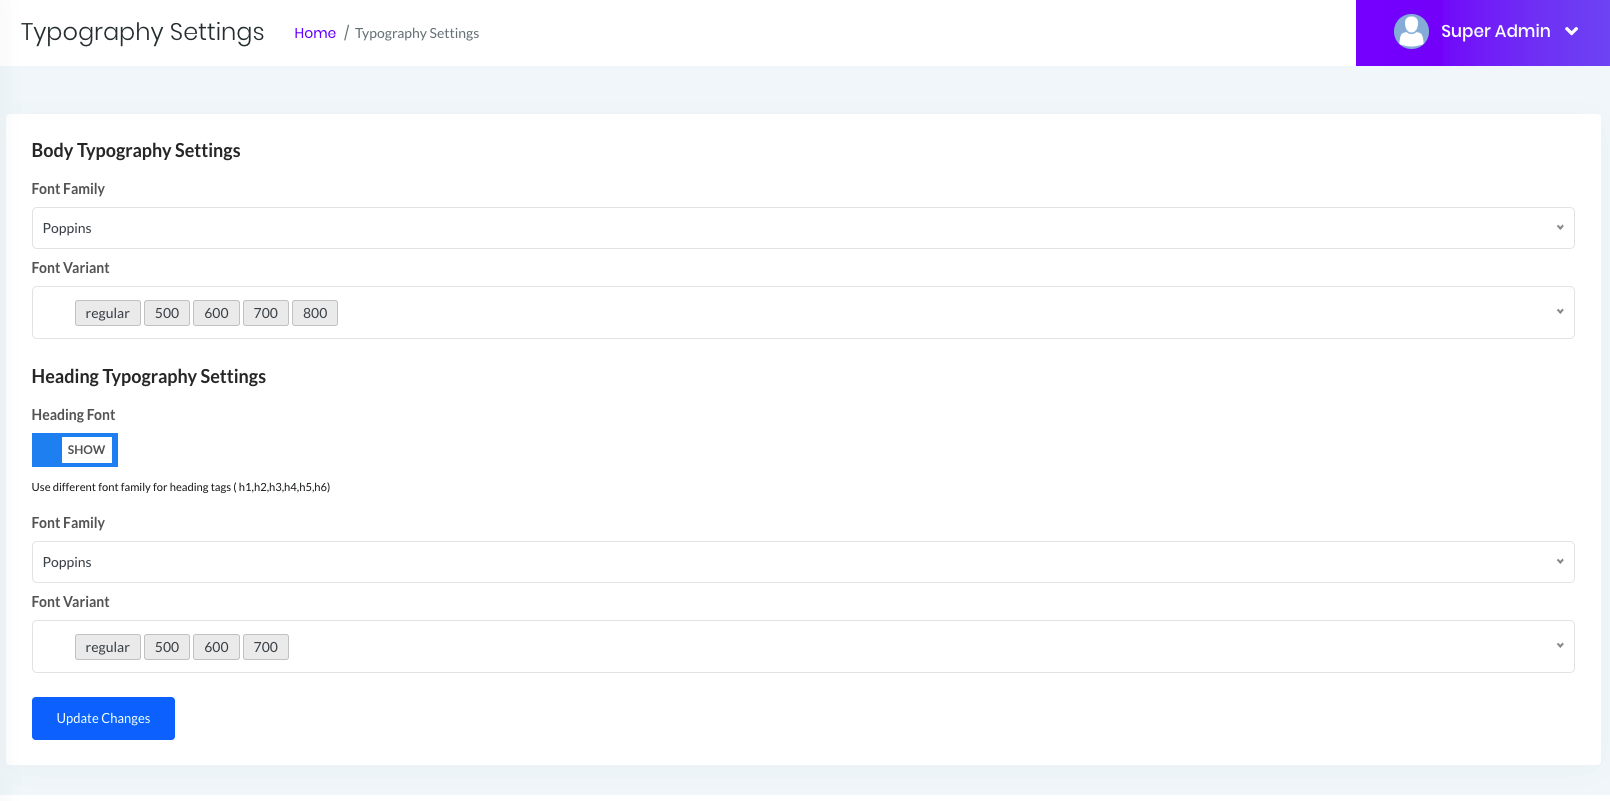 Typography Settings
Home / Typography Settings
Super Admin
Body Typography Settings
Font Family
Poppins
Font Variant
regular 500 600 700 800
Heading Typography Settings
Heading Font
SHOW
Use different font family for heading tags ( h1,h2,h3,h4,h5,h6)
Font Family
Poppins
Font Variant
regular 500 600 700
Update Changes